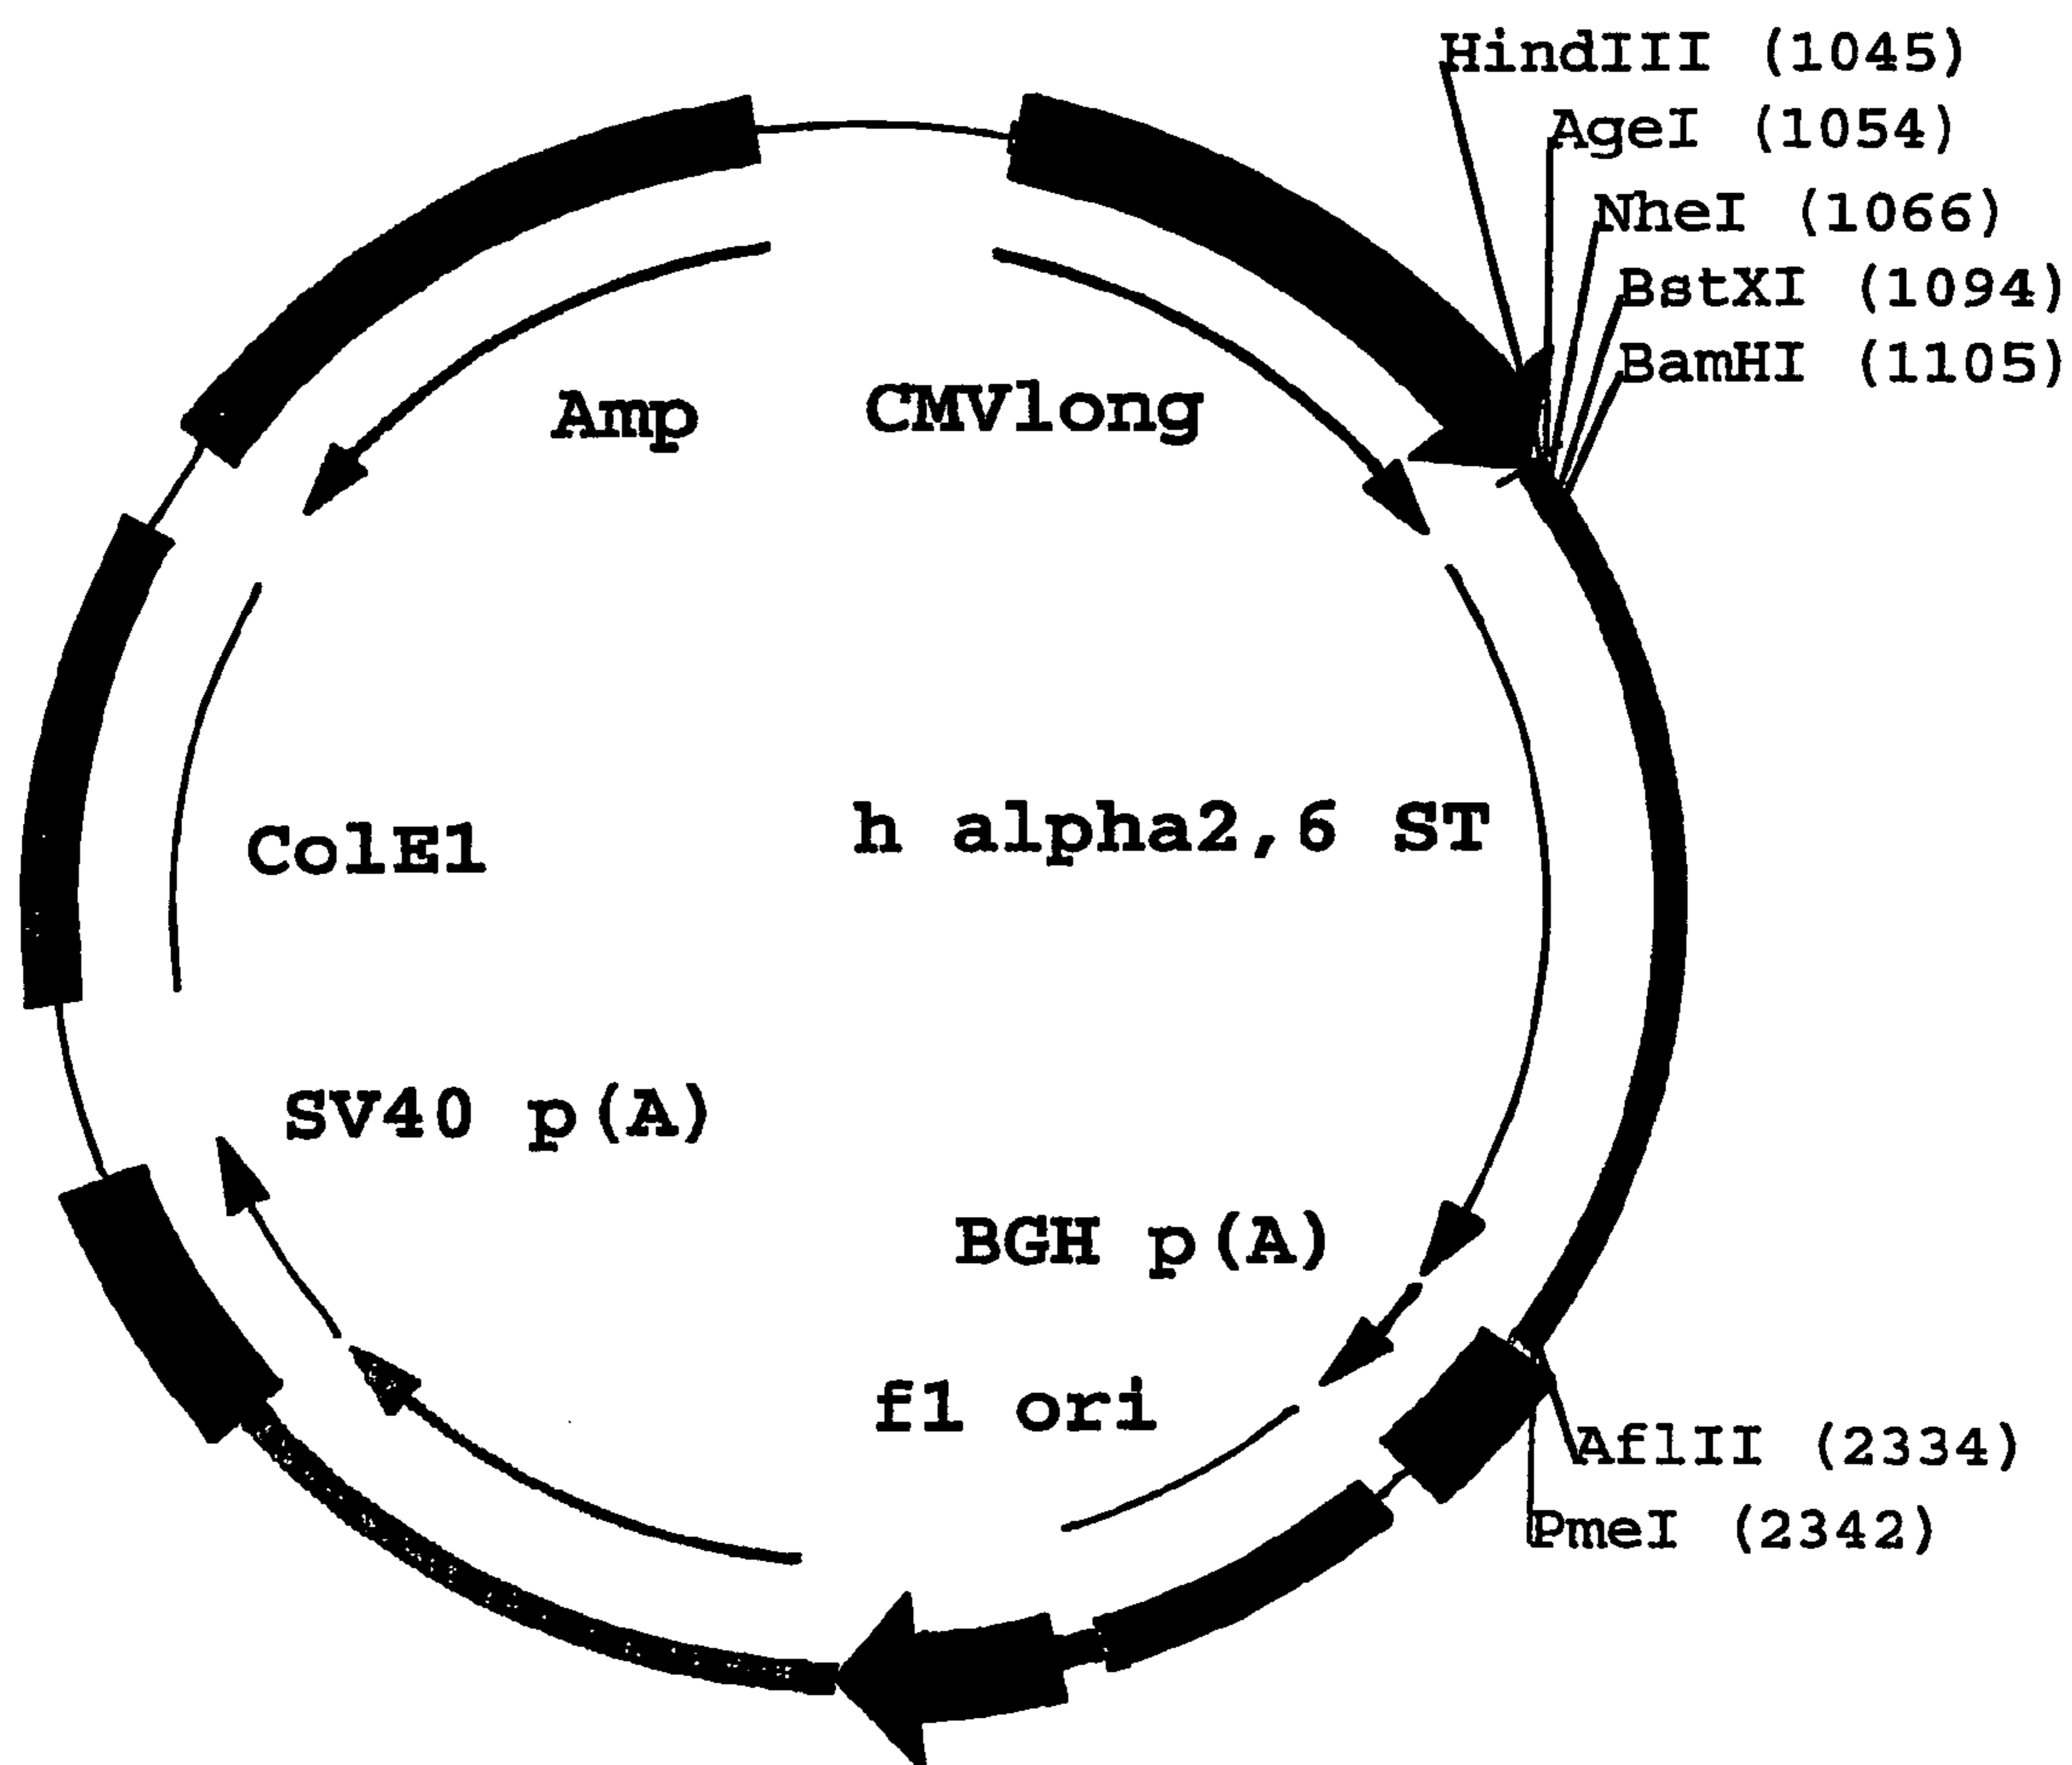 HindIII (1045)
AgeI (1054)
NheI (1066)
BstXI (1094)
BamHI (1105)
Amp
CMVlong
ColE1
h alpha2,6 ST
SV40 p(A)
BGH p(A)
f1 ori
AflII (2334)
PmeI (2342)